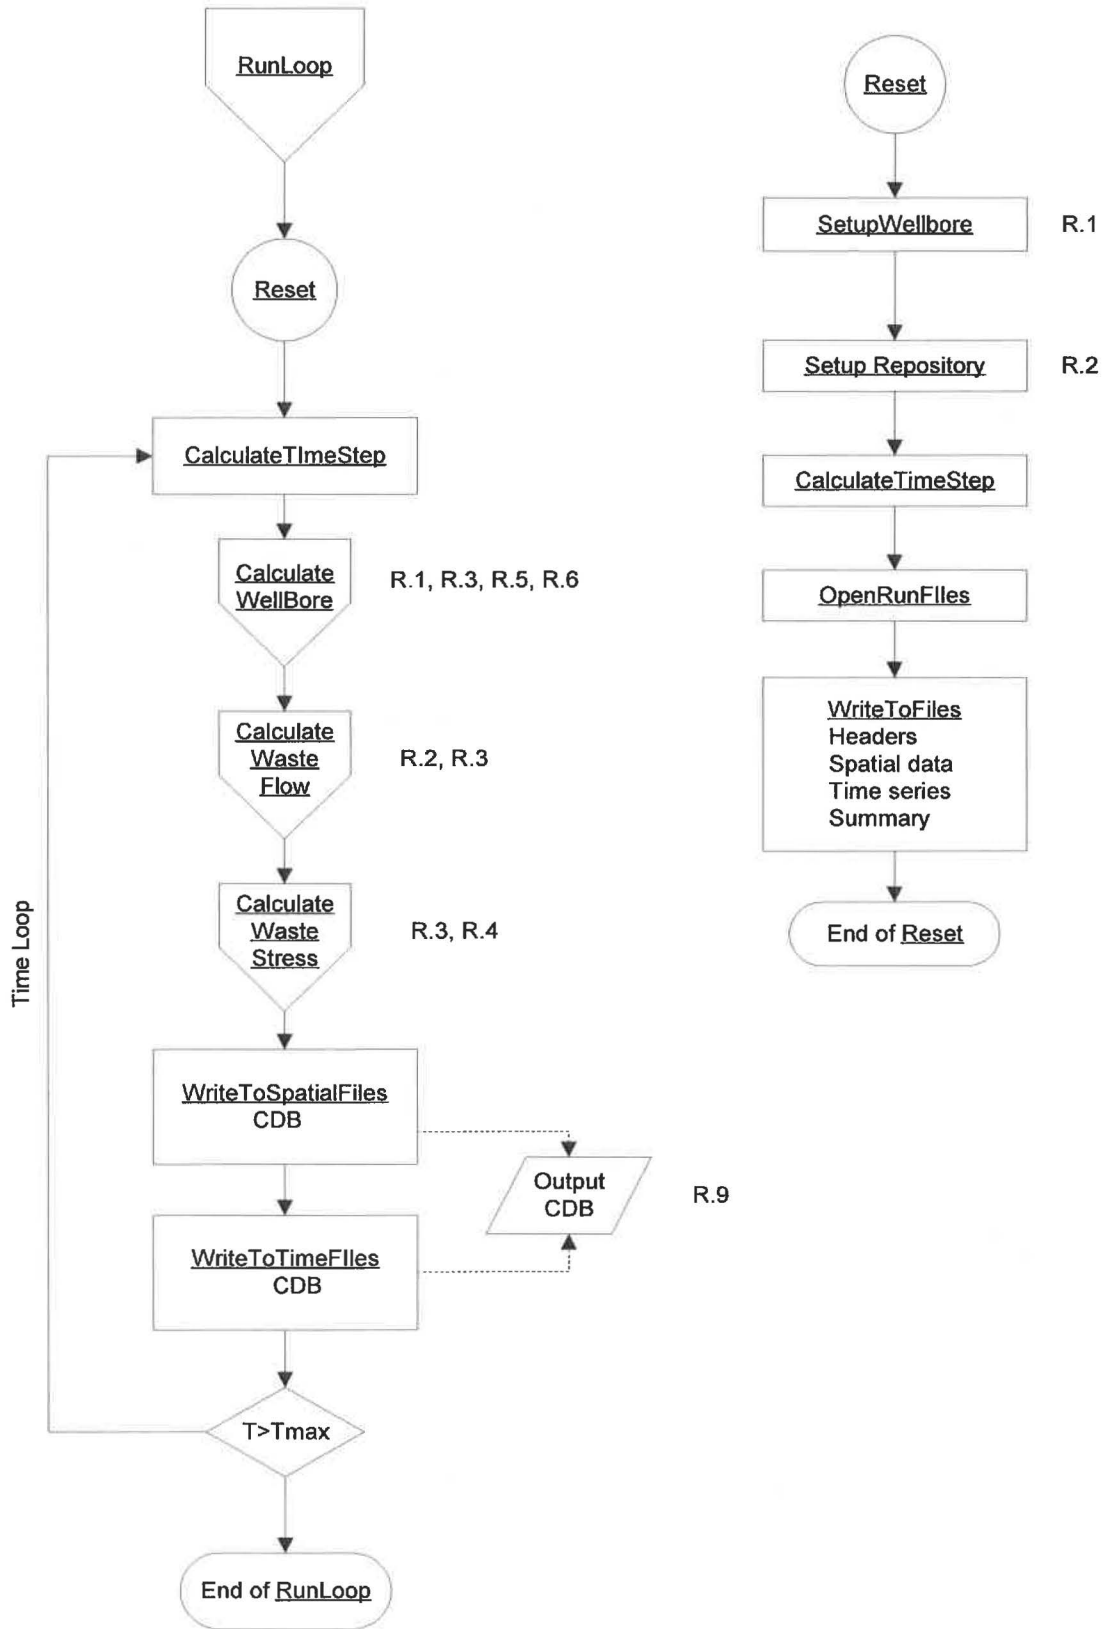 RunLoop
Reset
CalculateTImeStep
Calculate
WellBore
R.1, R.3, R.5, R.6
Calculate
Waste
Flow
R.2, R.3
Calculate
Waste
Stress
R.3, R.4
Time Loop
WriteToSpatialFiles
CDB
Output
CDB
R.9
WriteToTimeFIles
CDB
T>Tmax
End of RunLoop
Reset
SetupWellbore
R.1
Setup Repository
R.2
CalculateTimeStep
OpenRunFIles
WriteToFiles
Headers
Spatial data
Time series
Summary
End of Reset